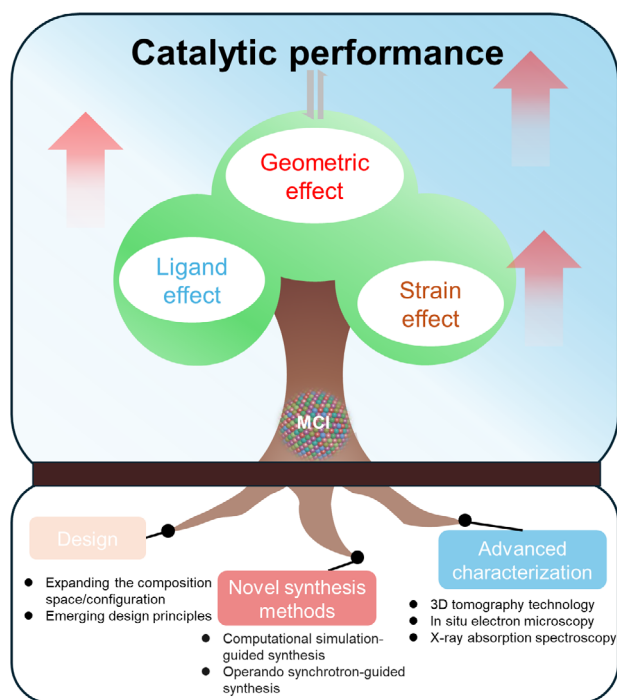 Catalytic performance
Geometric
effect
Ligand
effect
Strain
effect
MCI
Design
Expanding the composition
space/configuration
Emerging design principles
Novel synthesis
methods
Computational simulation-
guided synthesis
Operando synchrotron-guided
synthesis
Advanced
characterization
3D tomography technology
In situ electron microscopy
X-ray absorption spectroscopy